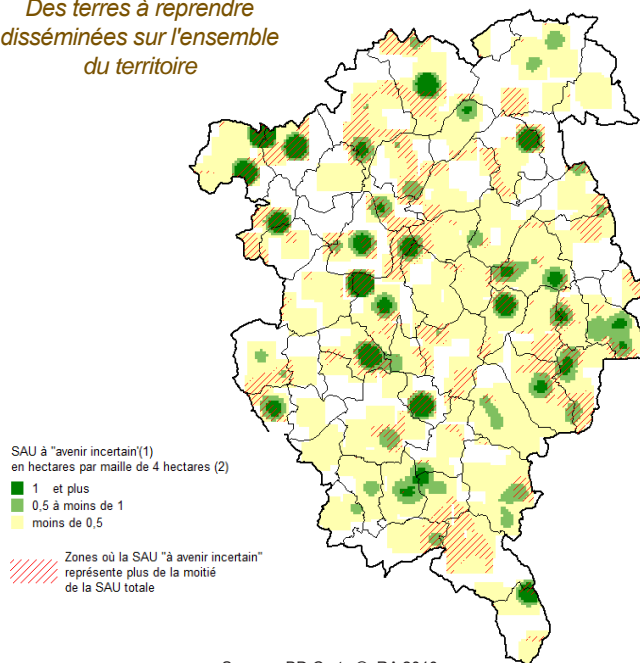 Des terres à reprendre
disséminées sur l'ensemble
du territoire
SAU à "avenir incertain"(1)
en hectares par maille de 4 hectares (2)
1 et plus
0,5 à moins de 1
moins de 0,5
Zones où la SAU "à avenir incertain"
représente plus de la moitié
de la SAU totale